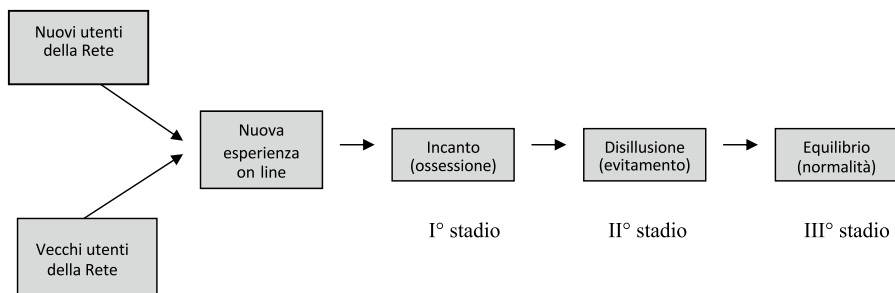 Nuovi utenti
della Rete
Nuova
esperienza
on line
Incanto
(ossessione)
Disillusione
(evitamento)
Equilibrio
(normalità)
I° stadio
II° stadio
III° stadio
Vecchi utenti
della Rete